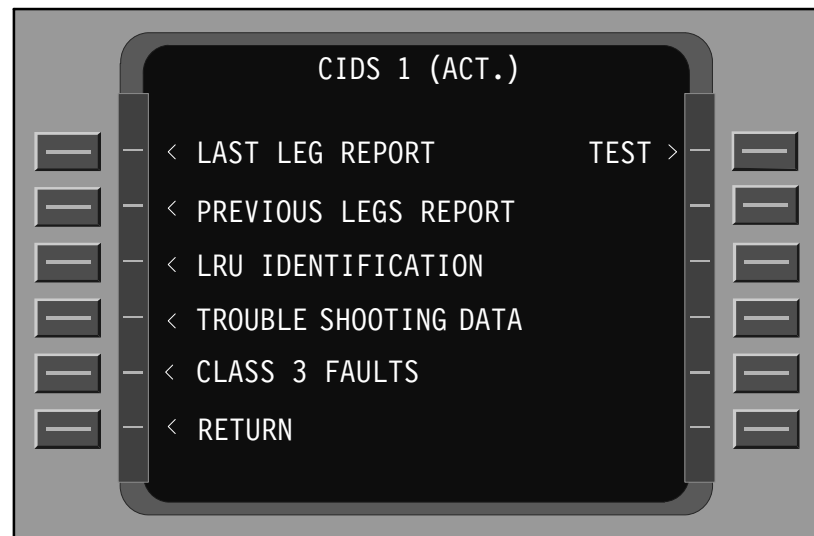 CIDS 1 (ACT.)
< LAST LEG REPORT TEST >
< PREVIOUS LEGS REPORT
< LRU IDENTIFICATION
< TROUBLE SHOOTING DATA
< CLASS 3 FAULTS
< RETURN